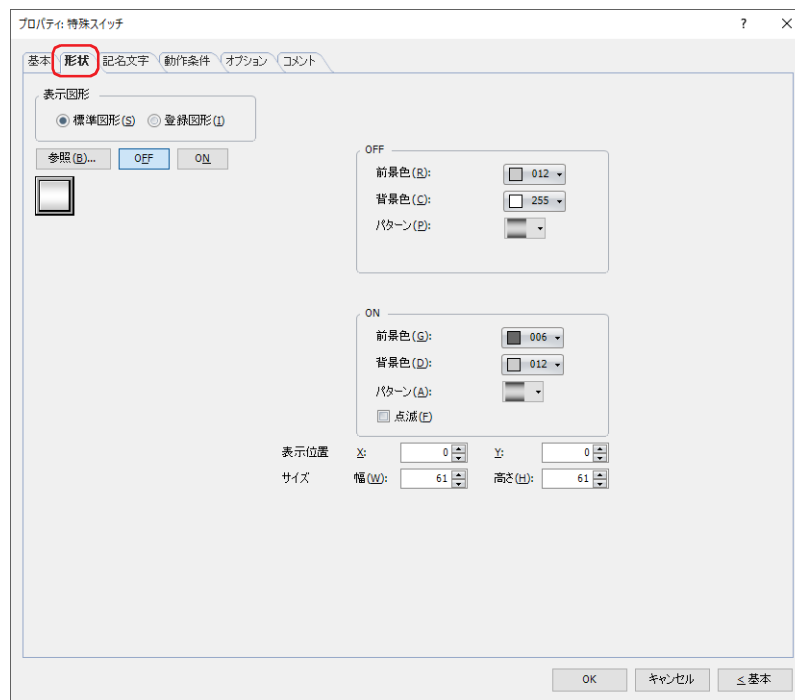 プロパティ: 特殊スイッチ ? ×
基本 形状 記名文字 動作条件 オプション コメント
表示図形
標準図形(S) 登録図形(I)
参照(B)... OFF ON
OFF
前景色(R): 012
背景色(C): 255
パターン(P):
ON
前景色(G): 006
背景色(D): 012
パターン(A):
点滅(F)
表示位置 X: 0 Y: 0
サイズ 幅(W): 61 高さ(H): 61
OK キャンセル < 基本